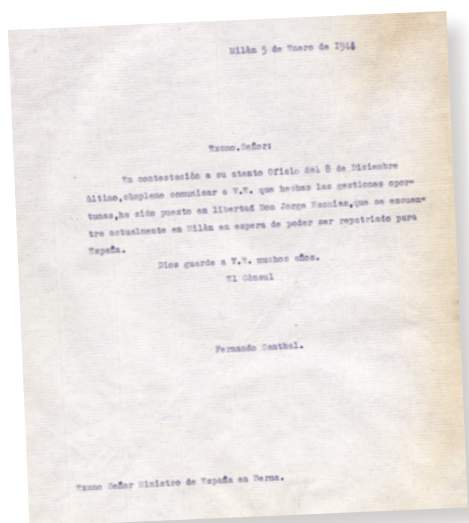 Milán 5 de Enero de 1944
Excmo.Señor:
En contestación a su atento Oficio del 8 de Diciembre
último,cúmpleme comunicar a V.E. que hechas las gestiones opor-
tunas,ha sido puesto en libertad Don Jorge que se encuen-
tra actualmente en Milán en espera de poder ser repatriado para
España.
Dios guarde a V.E. muchos años.
El Cónsul
Fernando Canthal.
Excmo Señor Ministro de España en Berna.